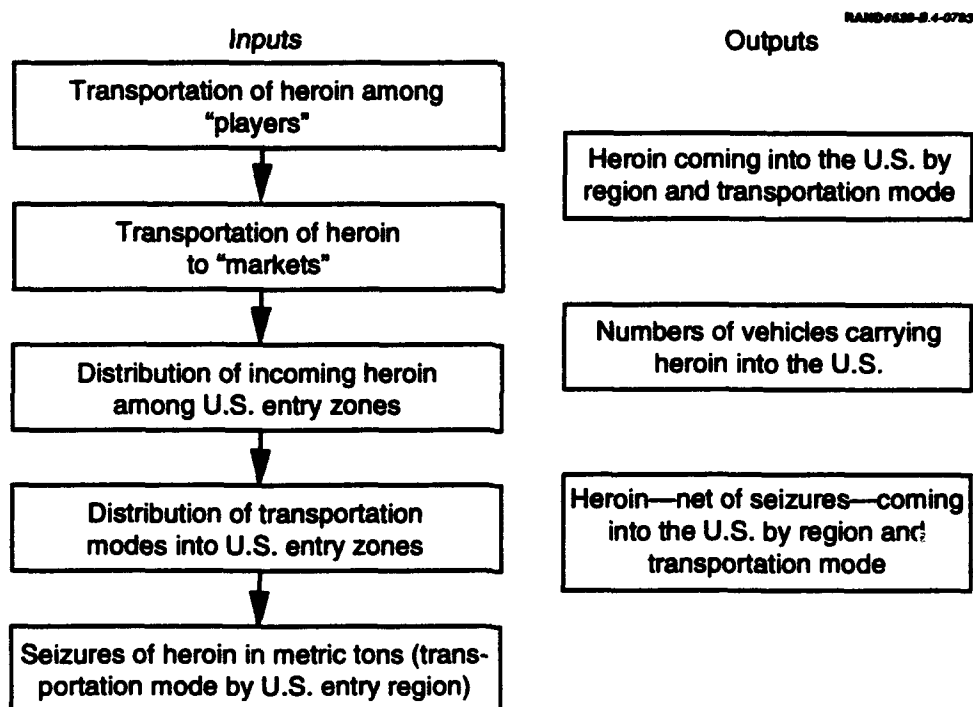 Inputs
Transportation of heroin among
"players"
Transportation of heroin
to "markets"
Distribution of incoming heroin
among U.S. entry zones
Distribution of transportation
modes into U.S. entry zones
Seizures of heroin in metric tons (trans-
portation mode by U.S. entry region)
Outputs
Heroin coming into the U.S. by
region and transportation mode
Numbers of vehicles carrying
heroin into the U.S.
Heroin—net of seizures—coming
into the U.S. by region and
transportation mode